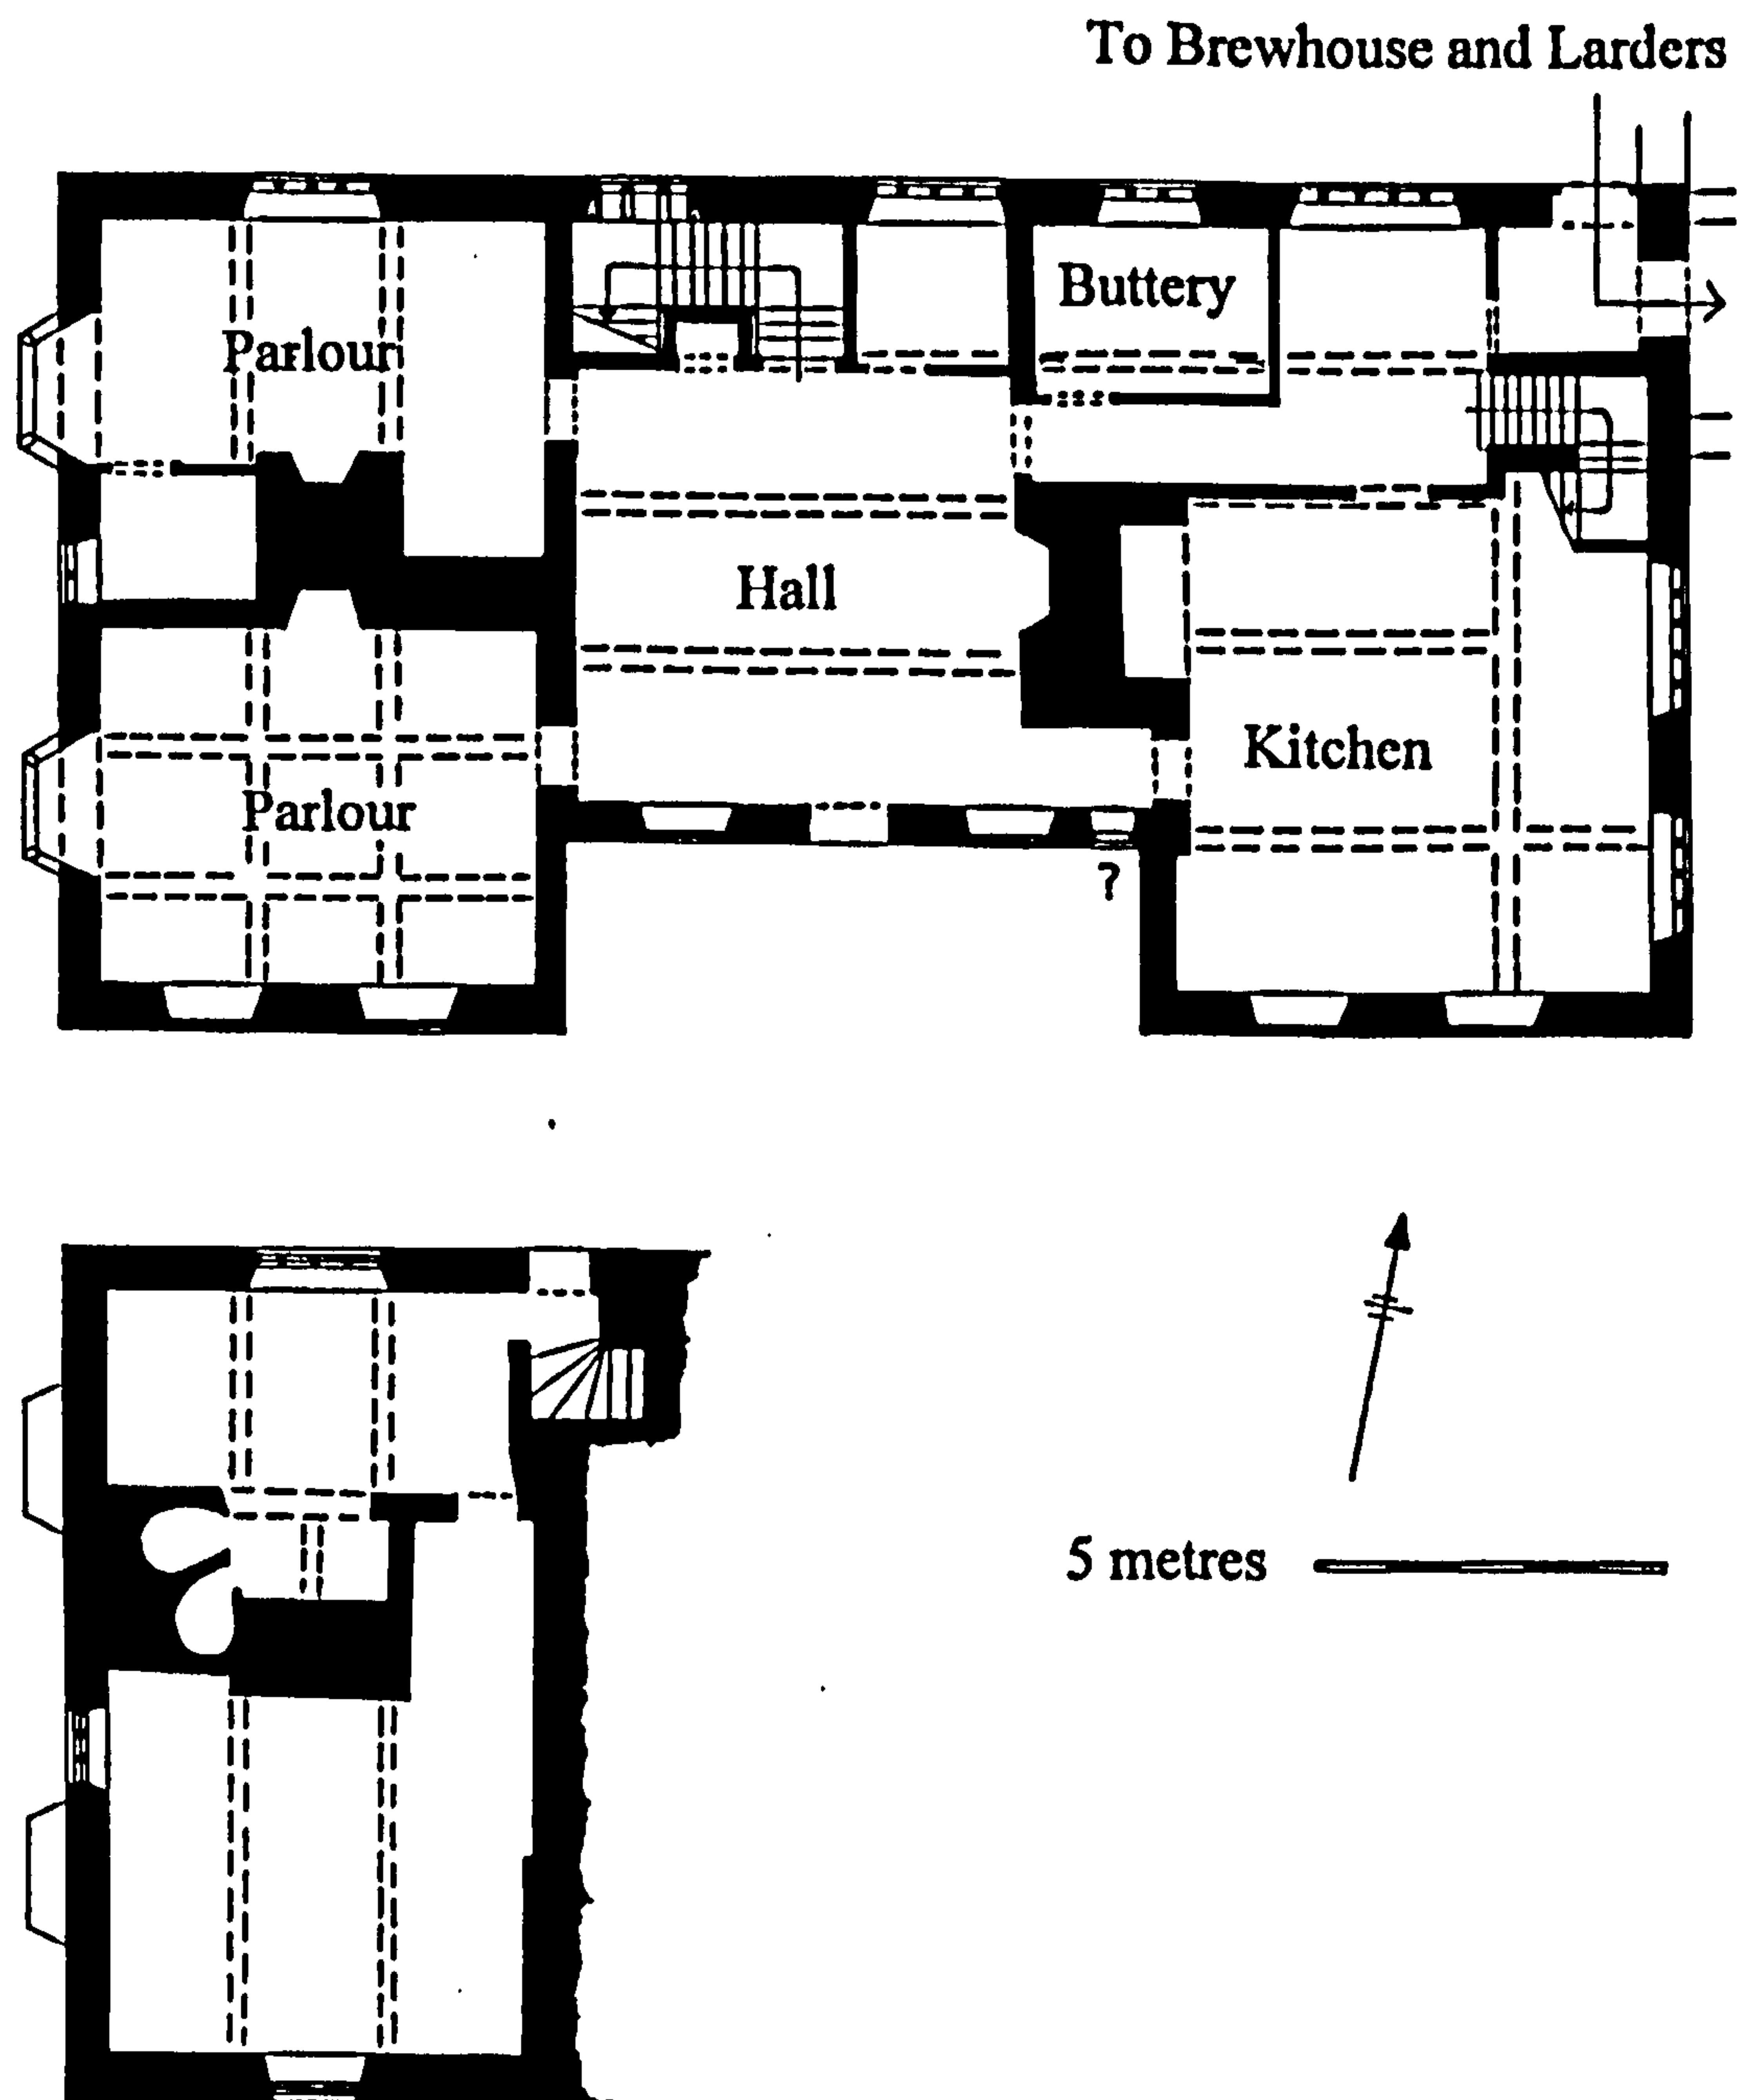 To Brewhouse and Larders
Buttery
Parlour
Hall
Kitchen
Parlour
?
5 metres